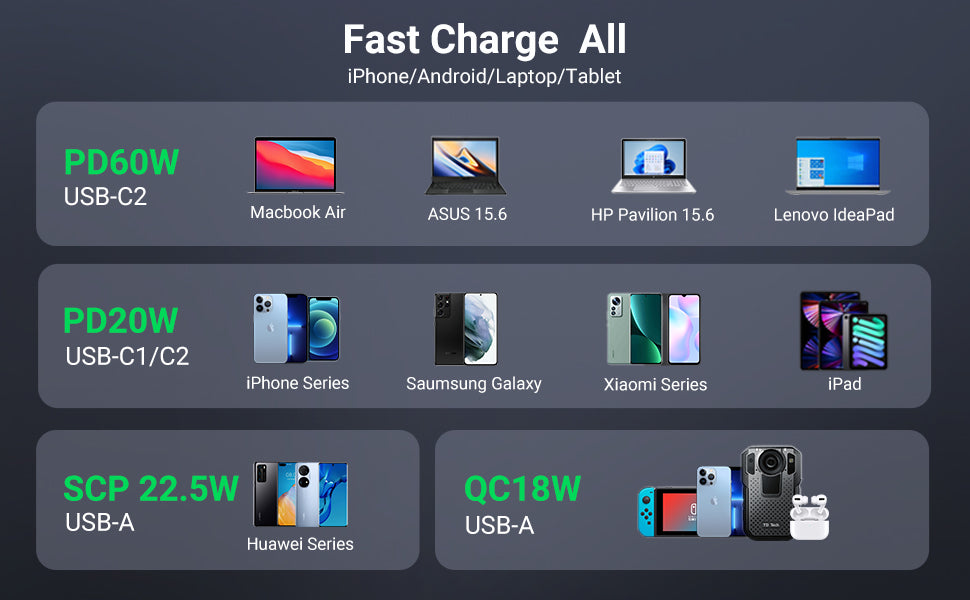 Fast Charge All
iPhone/Android/Laptop/Tablet
PD60W
USB-C2
Macbook Air
ASUS 15.6
HP Pavilion 15.6
Lenovo IdeaPad
PD20W
USB-C1/C2
iPhone Series
Saumsung Galaxy
Xiaomi Series
iPad
SCP 22.5W
USB-A
Huawei Series
QC18W
USB-A